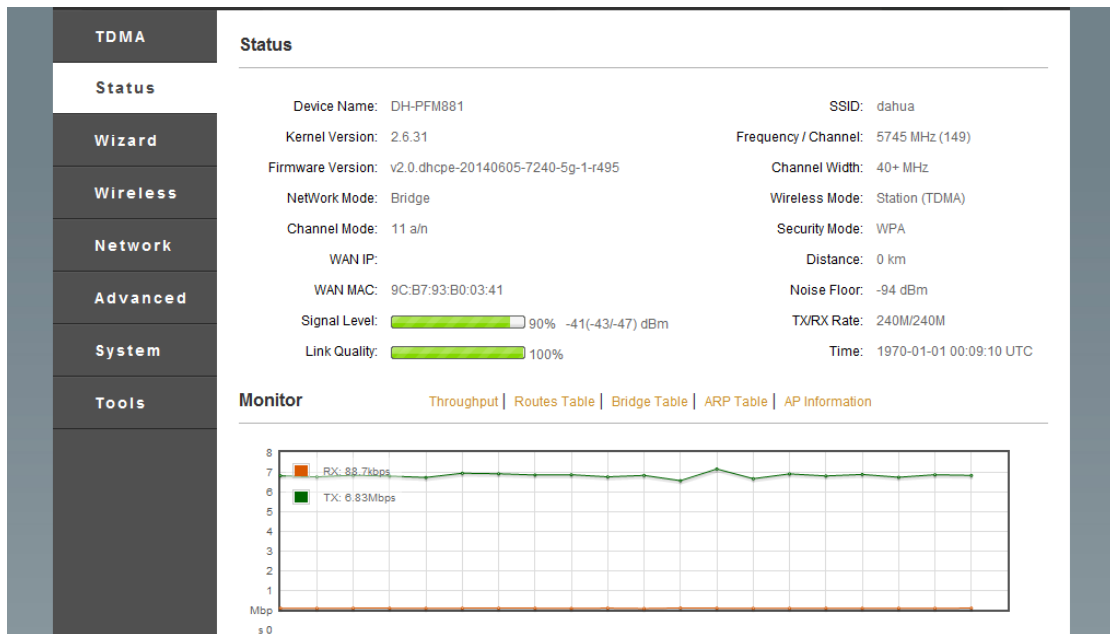 TDMA
Status
Wizard
Wireless
Network
Advanced
System
Tools
Status
Device Name: DH-PFM881
Kernel Version: 2.6.31
Firmware Version: v2.0.dhcpe-20140605-7240-5g-1-r495
NetWork Mode: Bridge
Channel Mode: 11 a/n
WAN IP:
WAN MAC: 9C:B7:93:B0:03:41
Signal Level: 90% -41(-43/-47) dBm
Link Quality: 100%
SSID: dahua
Frequency / Channel: 5745 MHz (149)
Channel Width: 40+ MHz
Wireless Mode: Station (TDMA)
Security Mode: WPA
Distance: 0 km
Noise Floor: -94 dBm
TX/RX Rate: 240M/240M
Time: 1970-01-01 00:09:10 UTC
Monitor
Throughput | Routes Table | Bridge Table | ARP Table | AP Information
8
7
6
5
4
3
2
1
Mbp
s 0
RX: 88.7kbps
TX: 6.83Mbps